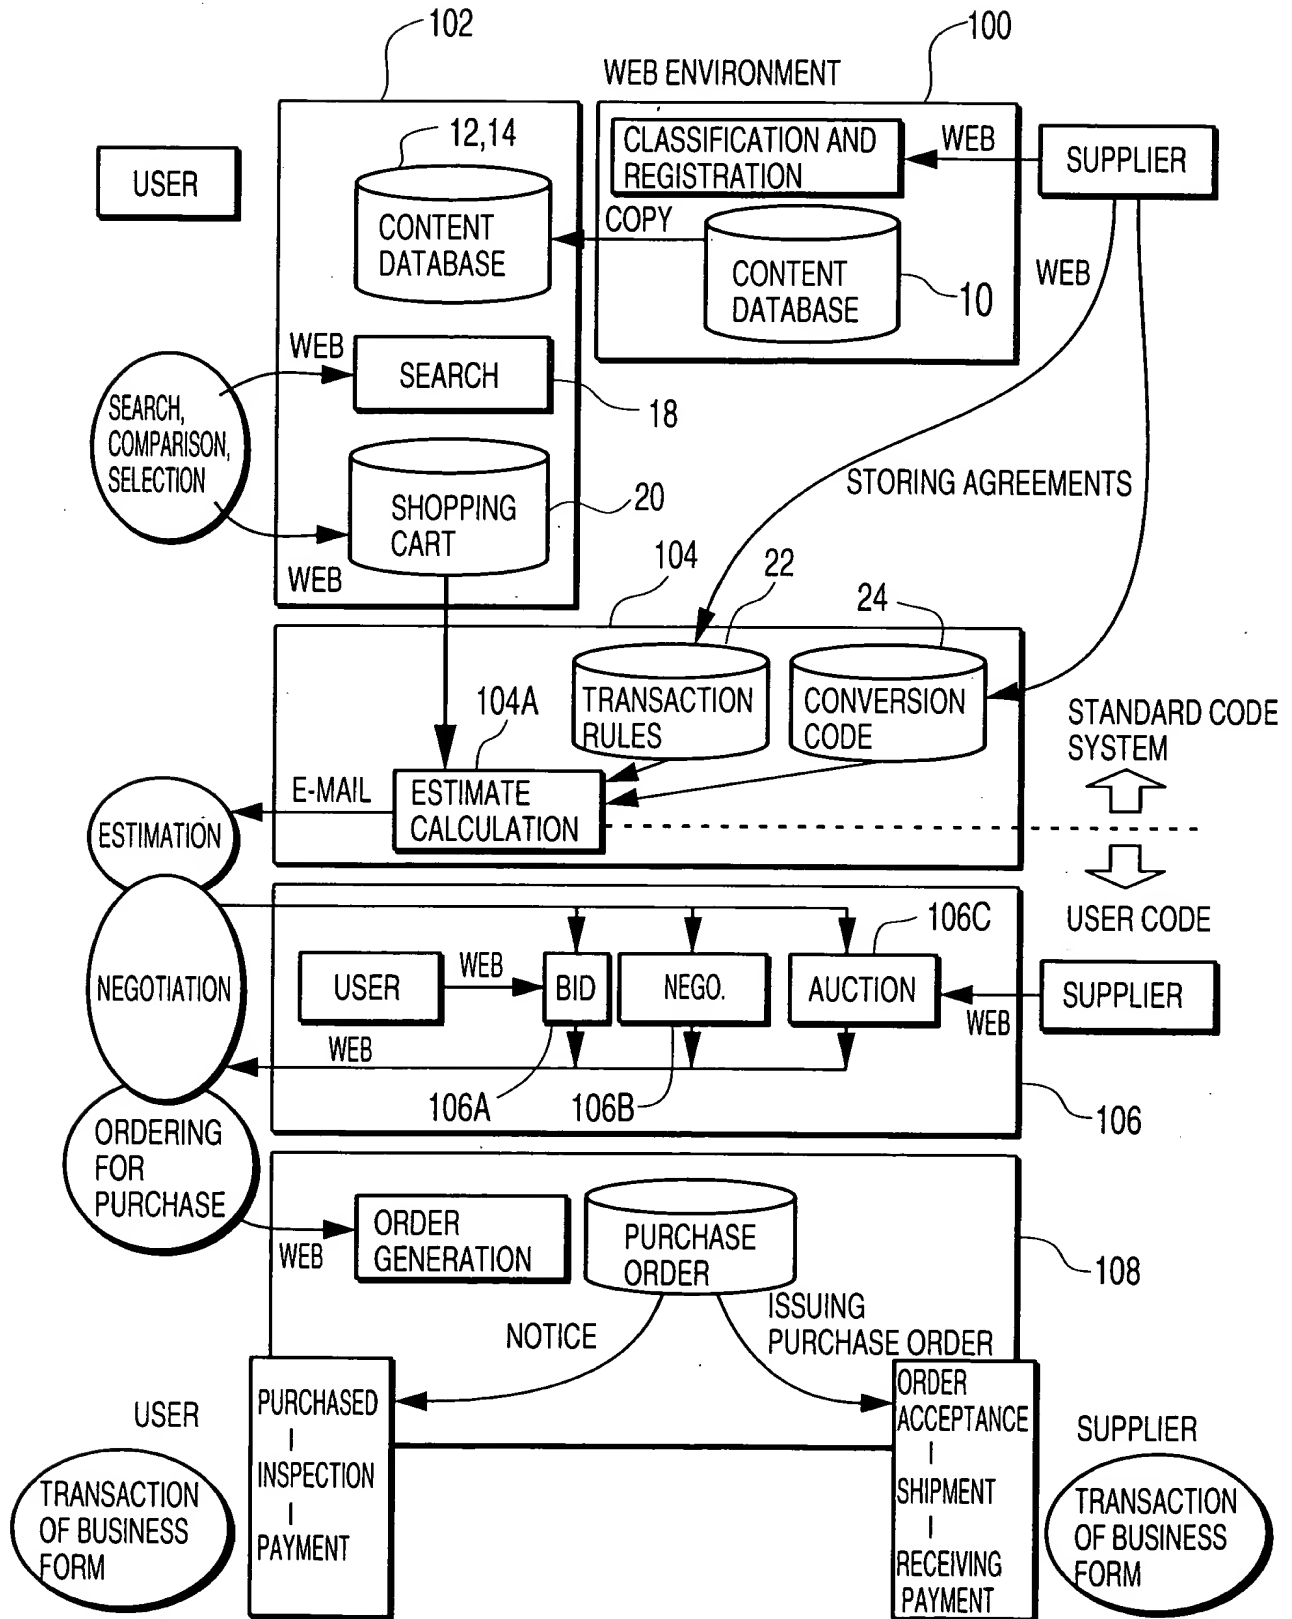 102
100
WEB ENVIRONMENT
12,14
CLASSIFICATION AND
REGISTRATION
WEB
SUPPLIER
USER
CONTENT
DATABASE
COPY
CONTENT
DATABASE
10
WEB
WEB
SEARCH
18
SEARCH,
COMPARISON,
SELECTION
SHOPPING
CART
20
WEB
STORING AGREEMENTS
104
22
24
104A
TRANSACTION
RULES
CONVERSION
CODE
STANDARD CODE
SYSTEM
E-MAIL
ESTIMATE
CALCULATION
ESTIMATION
USER CODE
106C
NEGOTIATION
USER
WEB
BID
NEGO.
AUCTION
WEB
SUPPLIER
WEB
106A
106B
106
ORDERING
FOR
PURCHASE
WEB
ORDER
GENERATION
PURCHASE
ORDER
108
NOTICE
ISSUING
PURCHASE ORDER
USER
PURCHASED
INSPECTION
PAYMENT
ORDER
ACCEPTANCE
SHIPMENT
RECEIVING
PAYMENT
SUPPLIER
TRANSACTION
OF BUSINESS
FORM
TRANSACTION
OF BUSINESS
FORM